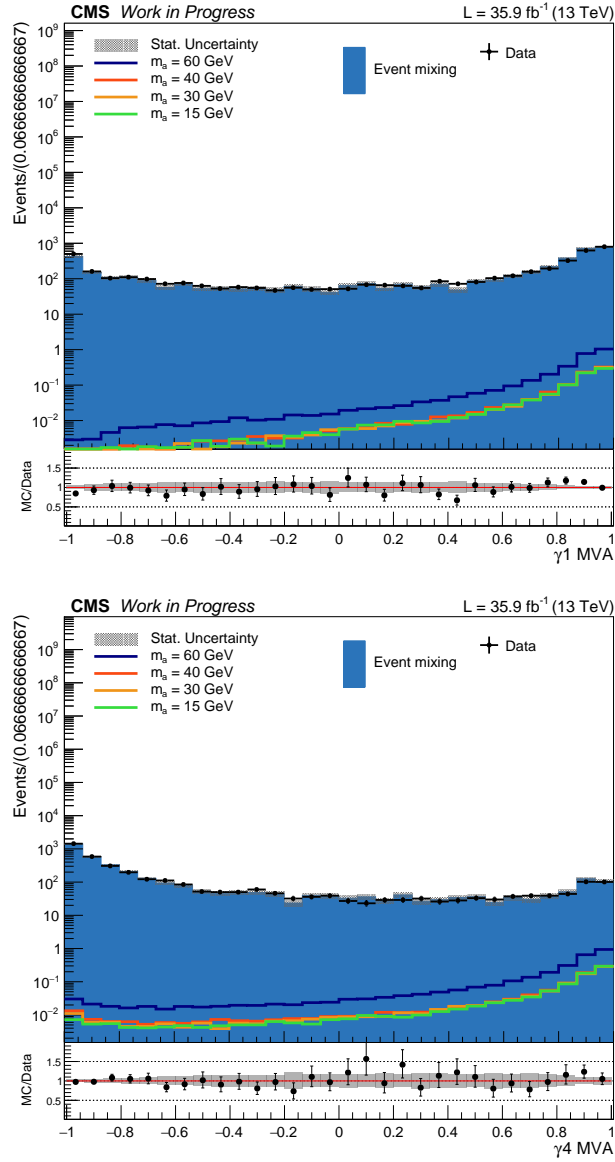 CMS Work in Progress L = 35.9 fb⁻¹ (13 TeV)
Stat. Uncertainty
mₐ = 60 GeV
mₐ = 40 GeV
mₐ = 30 GeV
mₐ = 15 GeV
Event mixing
Data
Events/(0.0666666666666667)
10⁹
10⁸
10⁷
10⁶
10⁵
10⁴
10³
10²
10
1
10⁻¹
10⁻²
MC/Data
1.5
1
0.5
−1 −0.8 −0.6 −0.4 −0.2 0 0.2 0.4 0.6 0.8 1
γ1 MVA
CMS Work in Progress L = 35.9 fb⁻¹ (13 TeV)
Stat. Uncertainty
mₐ = 60 GeV
mₐ = 40 GeV
mₐ = 30 GeV
mₐ = 15 GeV
Event mixing
Data
Events/(0.0666666666666667)
10⁹
10⁸
10⁷
10⁶
10⁵
10⁴
10³
10²
10
1
10⁻¹
10⁻²
MC/Data
1.5
1
0.5
−1 −0.8 −0.6 −0.4 −0.2 0 0.2 0.4 0.6 0.8 1
γ4 MVA